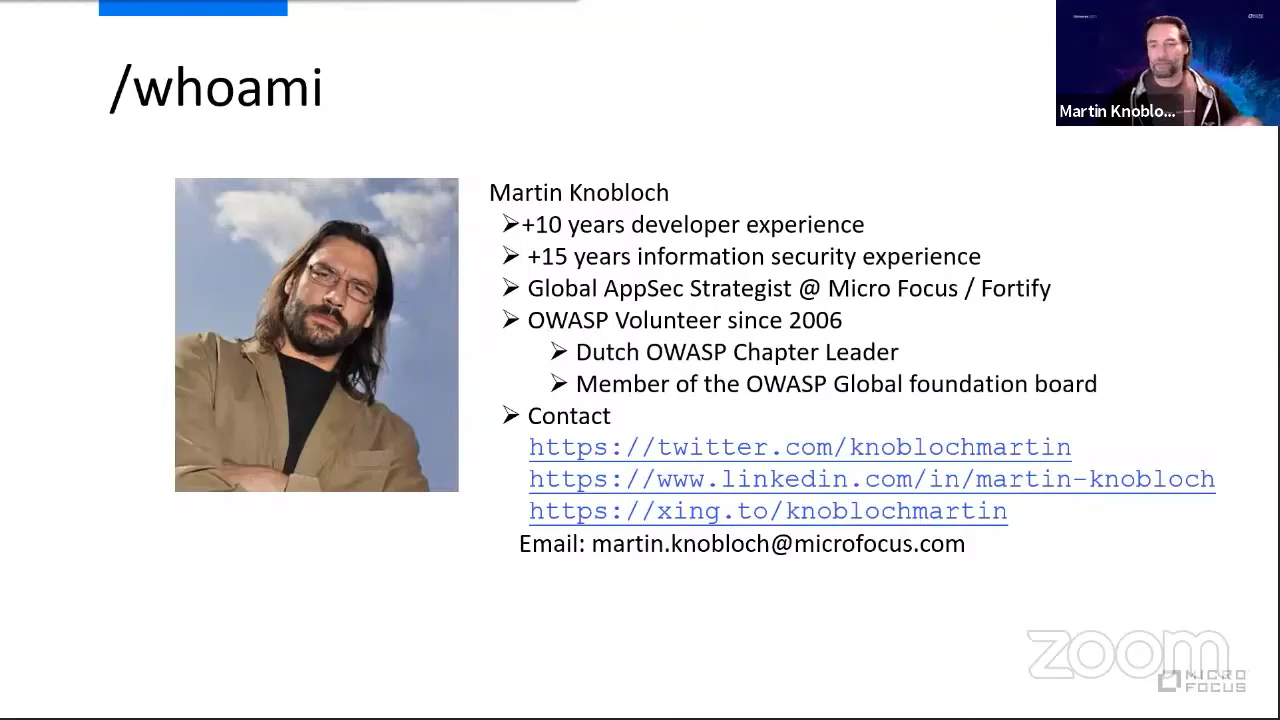 /whoami
Martin Knoblo...
Martin Knobloch
➢+10 years developer experience
➢ +15 years information security experience
➢ Global AppSec Strategist @ Micro Focus / Fortify
➢ OWASP Volunteer since 2006
➢ Dutch OWASP Chapter Leader
➢ Member of the OWASP Global foundation board
➢ Contact
https://twitter.com/knoblochmartin
https://www.linkedin.com/in/martin-knobloch
https://xing.to/knoblochmartin
Email: martin.knobloch@microfocus.com
zoom
MICRO
FOCUS